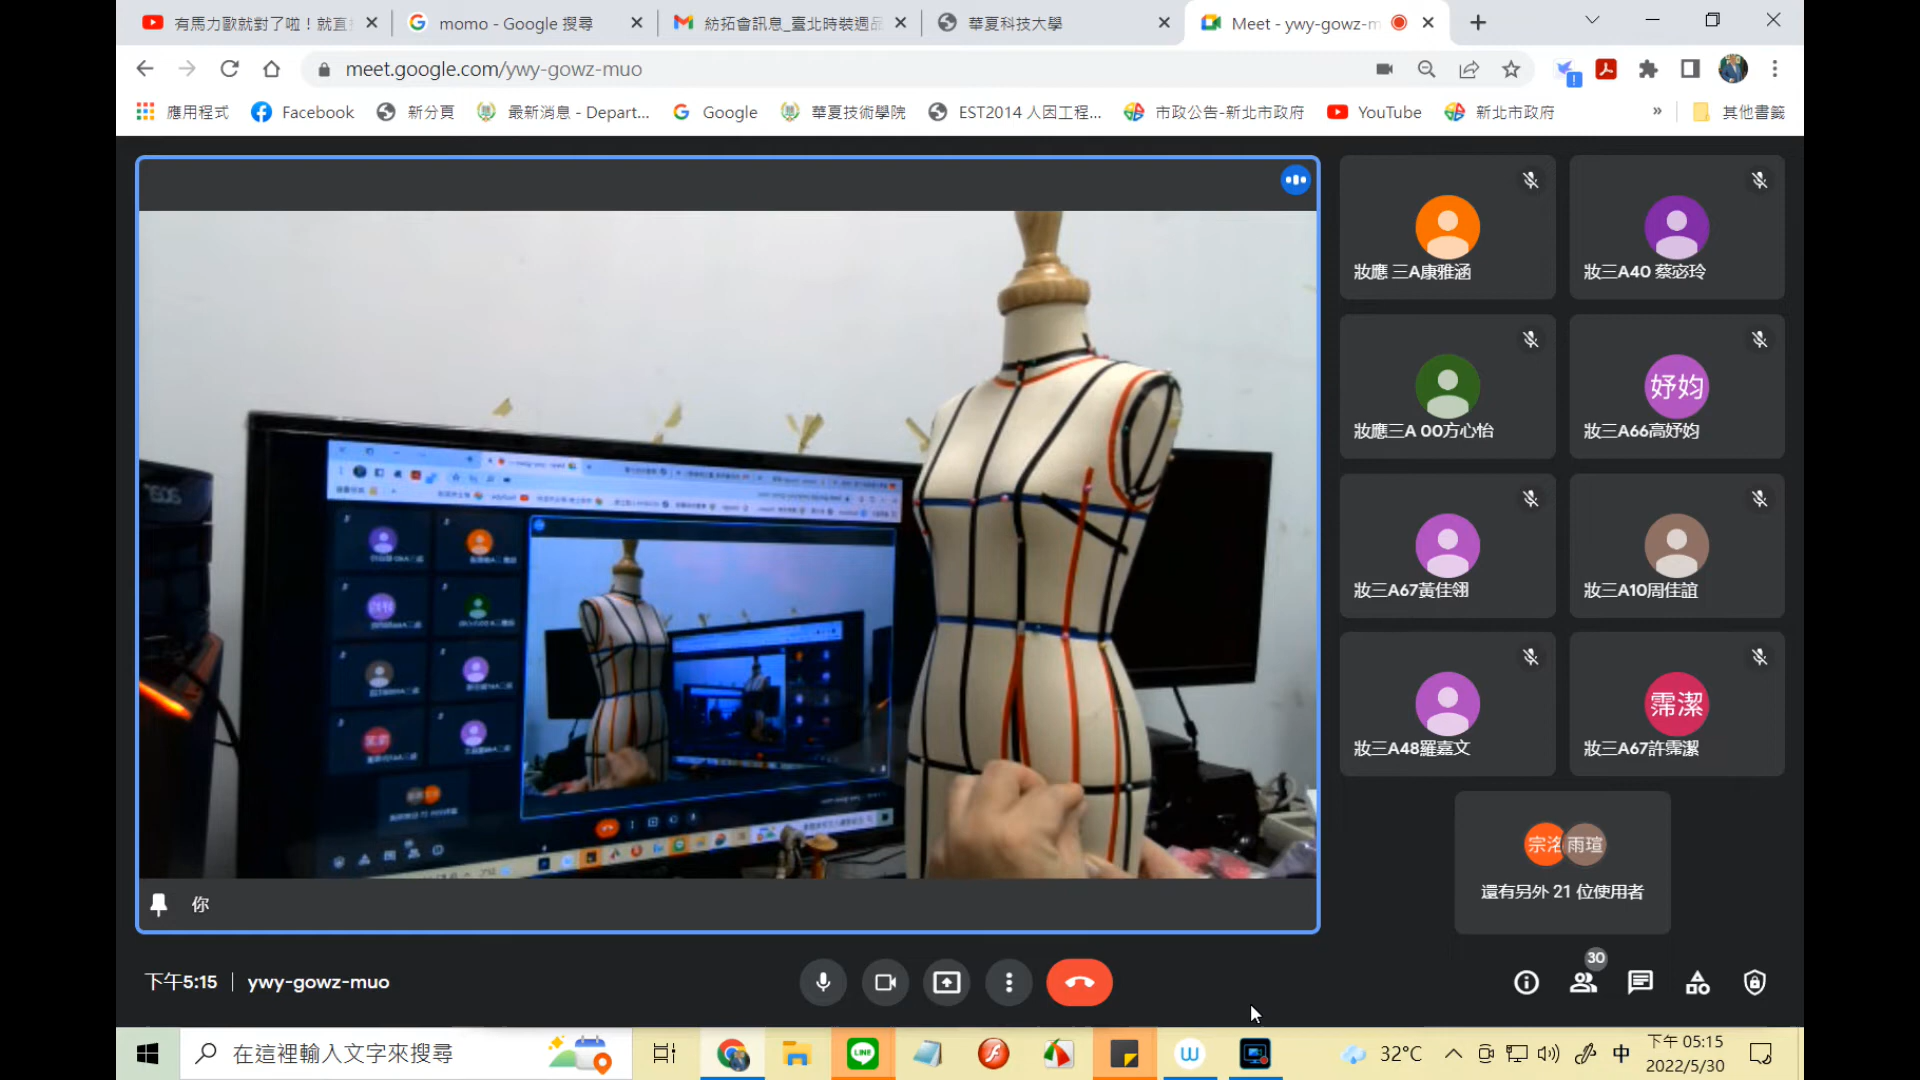 有馬力歐就對了啦！就直
momo - Google 搜尋
紡拓會訊息_臺北時裝週品
華夏科技大學
Meet - ywy-gowz-m
meet.google.com/ywy-gowz-muo
應用程式
Facebook
新分頁
最新消息 - Depart...
Google
華夏技術學院
EST2014 人因工程...
市政公告-新北市政府
YouTube
新北市政府
»
其他書籤
妝應 三A康雅涵
妝三A40 蔡宓玲
妝應三A 00方心怡
妤均
妝三A66高妤均
妝三A67黃佳翎
妝三A10周佳誼
妝三A48羅嘉文
霈潔
妝三A67許霈潔
宗洺
雨瑄
還有另外 21 位使用者
你
下午5:15
ywy-gowz-muo
30
在這裡輸入文字來搜尋
LINE
32°C
中
下午 05:15
2022/5/30